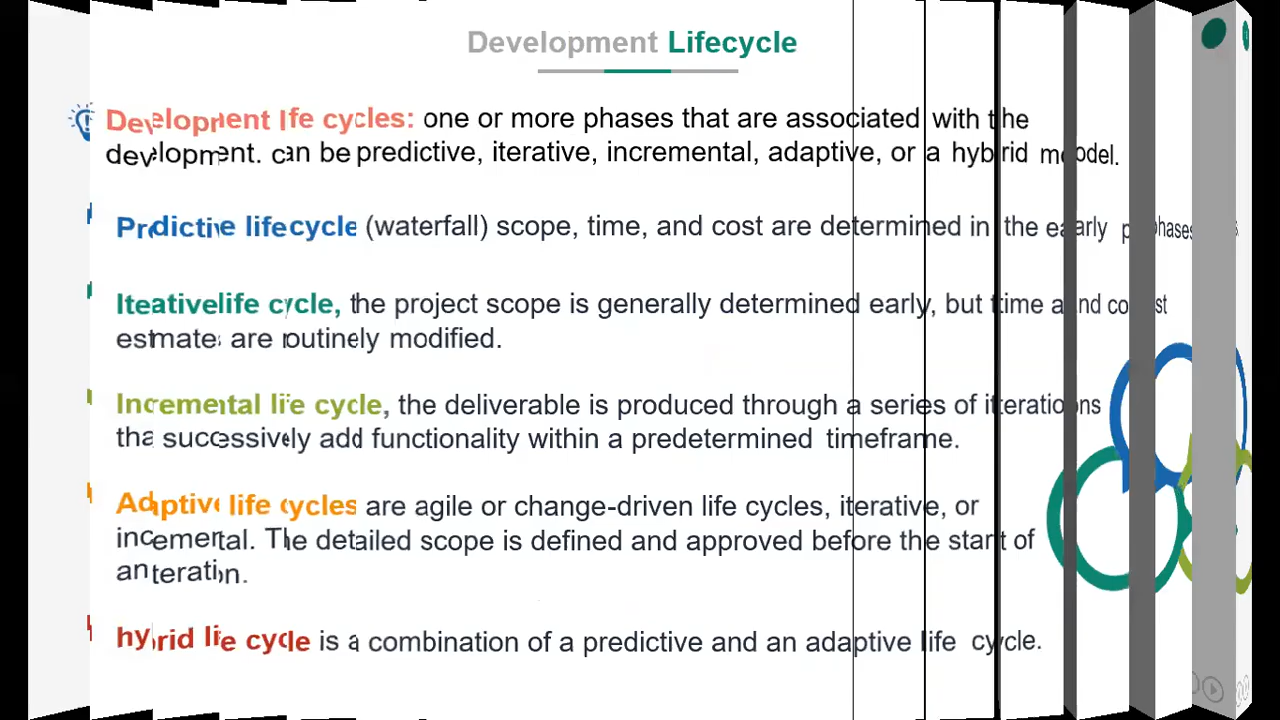 Development Lifecycle
Development life cycles: one or more phases that are associated with the
development. can be predictive, iterative, incremental, adaptive, or a hybrid model.
Predictive lifecycle (waterfall) scope, time, and cost are determined in the early phases
Iterative life cycle, the project scope is generally determined early, but time and cost
estimates are routinely modified.
Incremental life cycle, the deliverable is produced through a series of iterations
that successively add functionality within a predetermined timeframe.
Adaptive life cycles are agile or change-driven life cycles, iterative, or
incremental. The detailed scope is defined and approved before the start of
an iteration.
hybrid life cycle is a combination of a predictive and an adaptive life cycle.